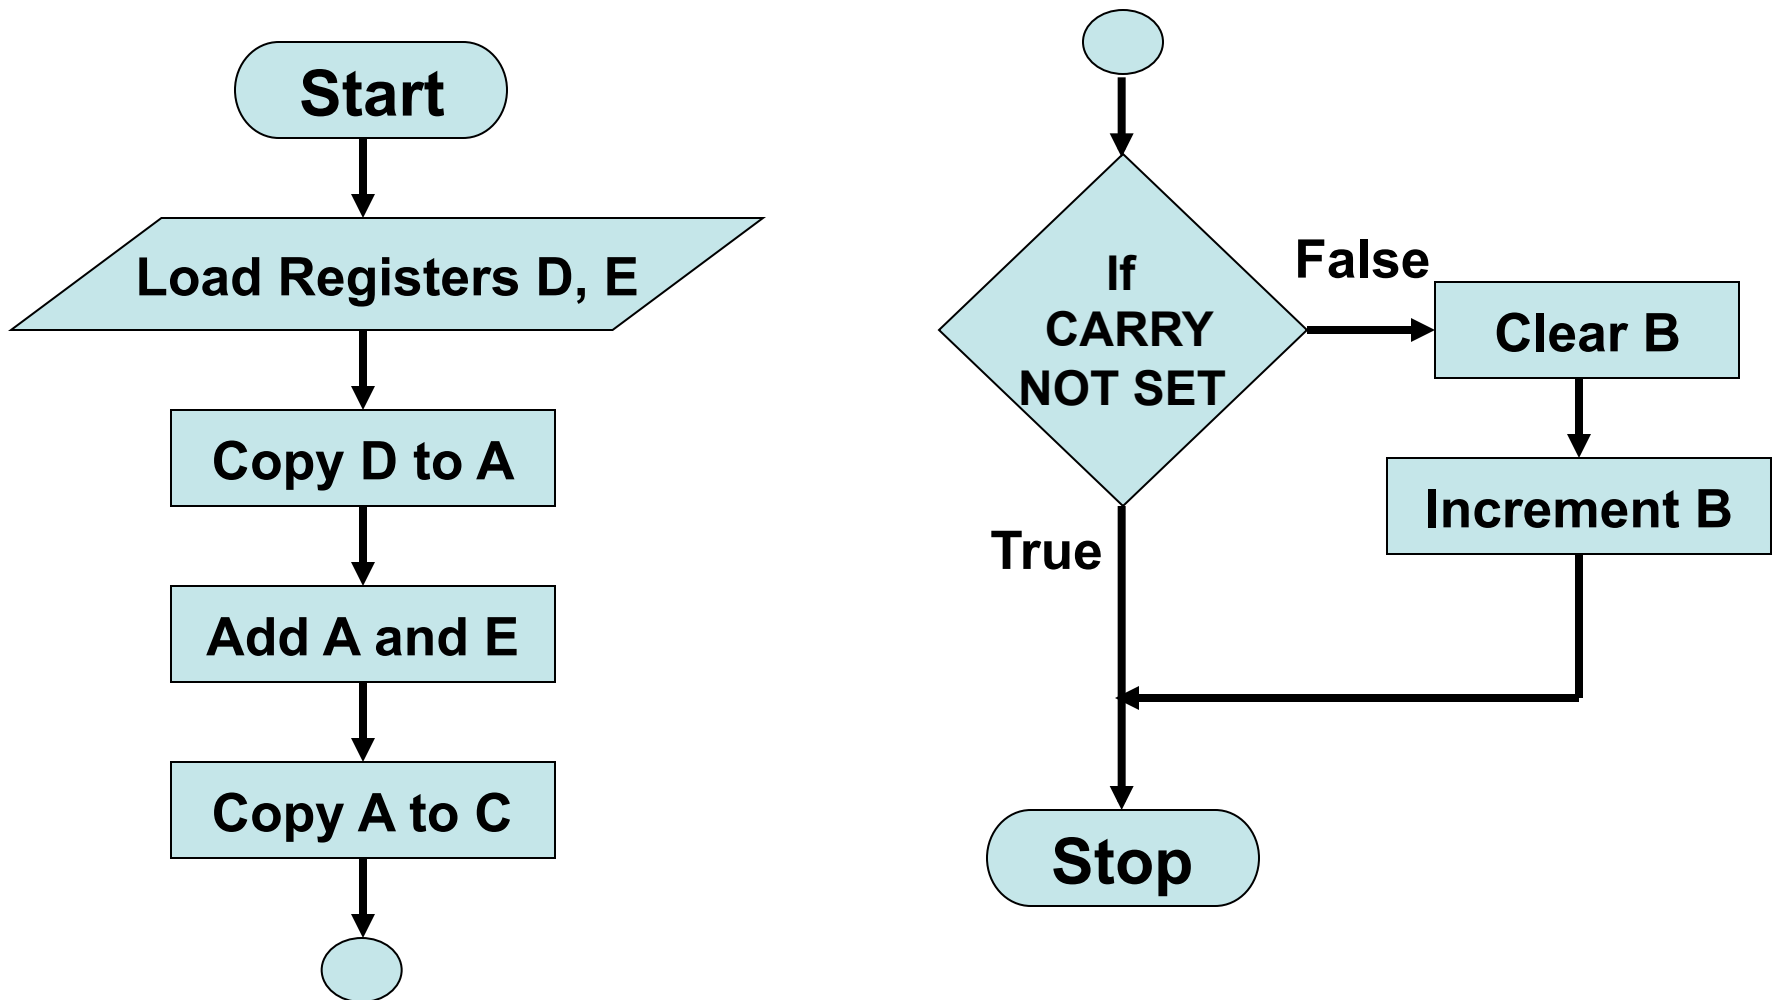 Start
Load Registers D, E
Copy D to A
Add A and E
Copy A to C
If
CARRY
NOT SET
False
Clear B
Increment B
True
Stop